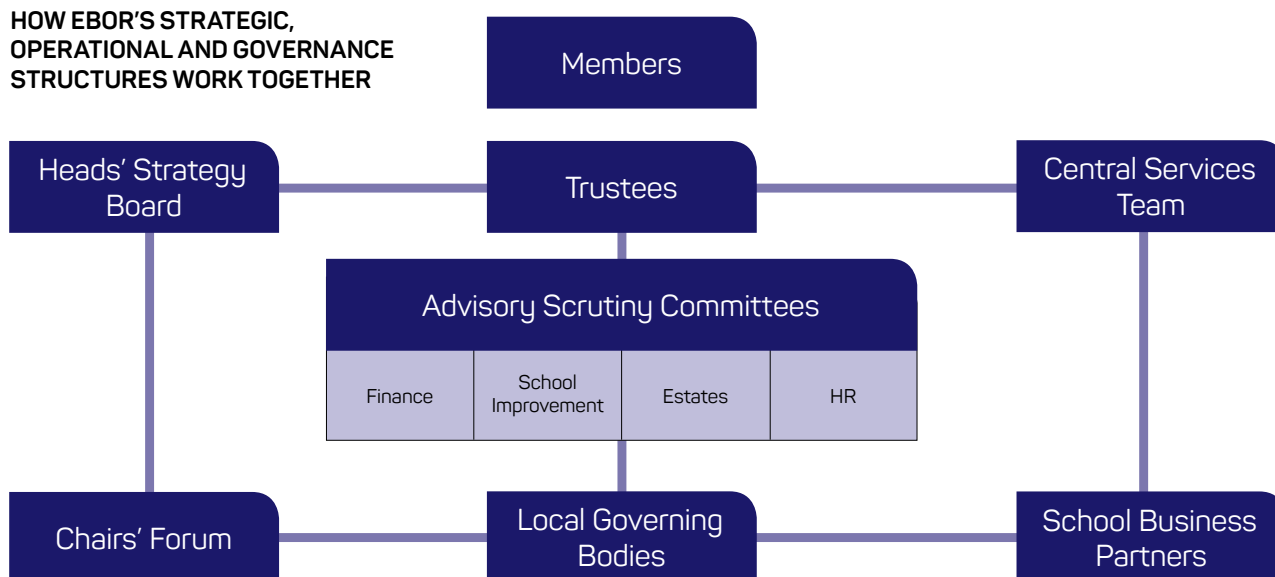 HOW EBOR'S STRATEGIC,
OPERATIONAL AND GOVERNANCE
STRUCTURES WORK TOGETHER
Members
Heads' Strategy
Board
Trustees
Central Services
Team
Advisory Scrutiny Committees
Finance
School
Improvement
Estates
HR
Chairs' Forum
Local Governing
Bodies
School Business
Partners